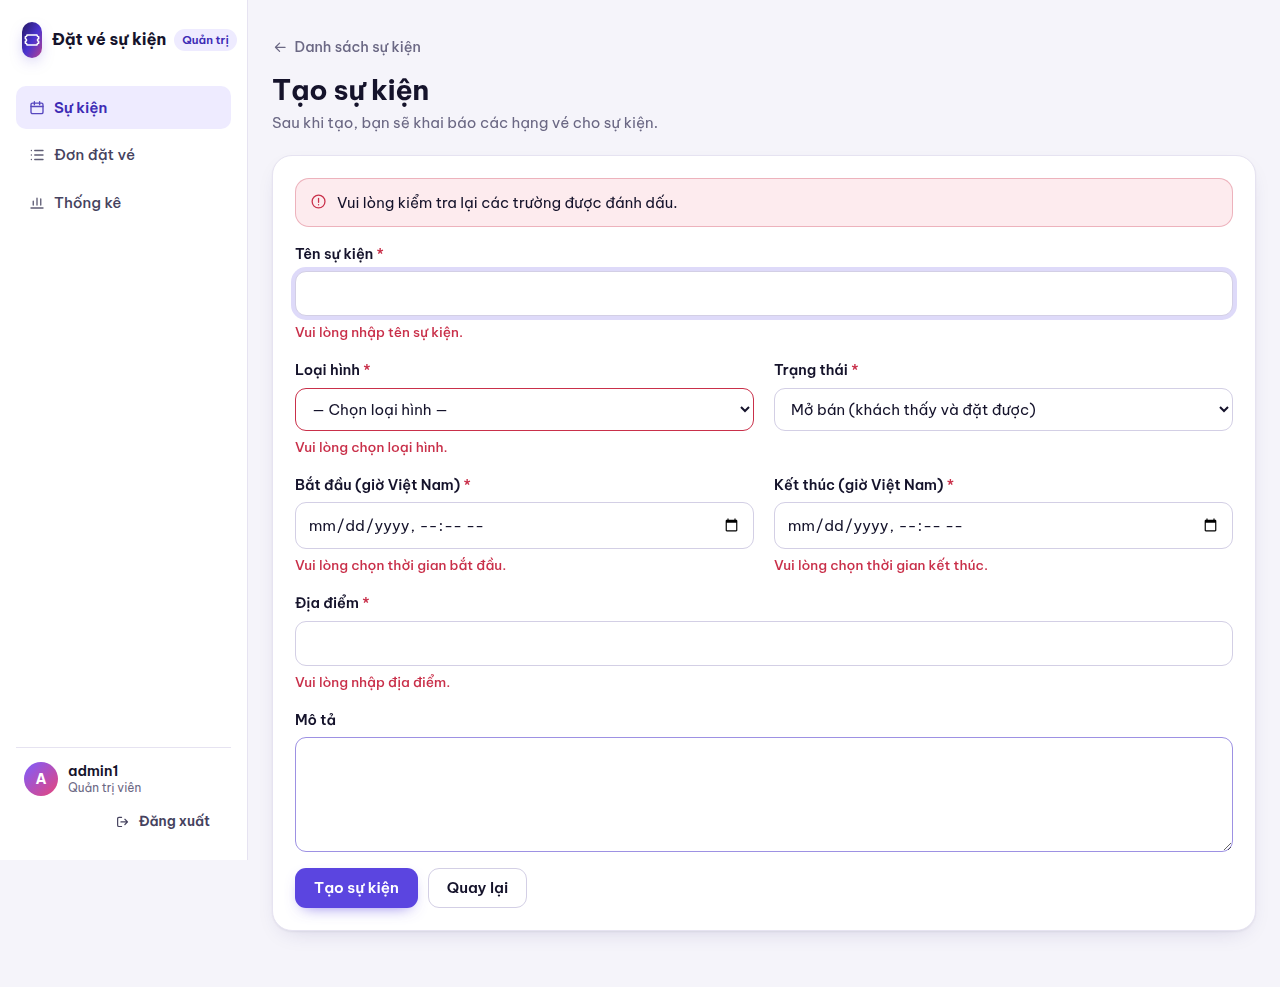 Đặt vé sự kiện Quản trị
Sự kiện
Đơn đặt vé
Thống kê
A
admin1
Quản trị viên
Đăng xuất
← Danh sách sự kiện
Tạo sự kiện
Sau khi tạo, bạn sẽ khai báo các hạng vé cho sự kiện.
Vui lòng kiểm tra lại các trường được đánh dấu.
Tên sự kiện *
Vui lòng nhập tên sự kiện.
Loại hình * Trạng thái *
— Chọn loại hình — Mở bán (khách thấy và đặt được)
Vui lòng chọn loại hình.
Bắt đầu (giờ Việt Nam) * Kết thúc (giờ Việt Nam) *
mm/dd/yyyy, --:-- -- mm/dd/yyyy, --:-- --
Vui lòng chọn thời gian bắt đầu. Vui lòng chọn thời gian kết thúc.
Địa điểm *
Vui lòng nhập địa điểm.
Mô tả
Tạo sự kiện Quay lại